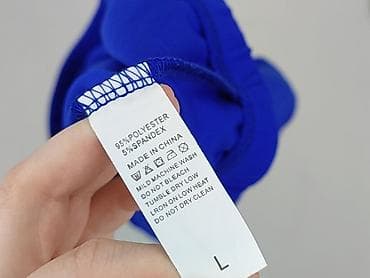 95%POLYESTER
5%SPANDEX
MADE IN CHINA
MILD MACHINE WASH
DO NOT BLEACH
TUMBLE DRY LOW
LRON ON LOW HEAT
DO NOT DRY CLEAN
L